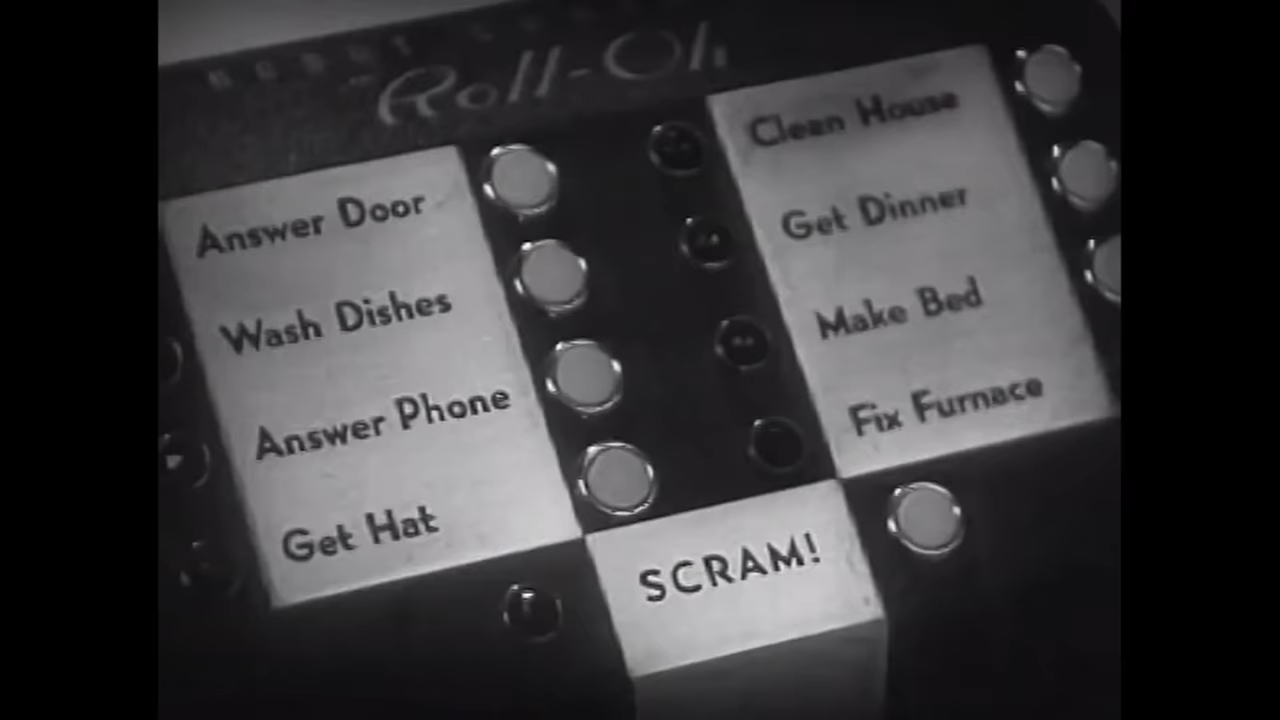 Roll-Oh
Answer Door
Wash Dishes
Answer Phone
Get Hat
Clean House
Get Dinner
Make Bed
Fix Furnace
SCRAM!